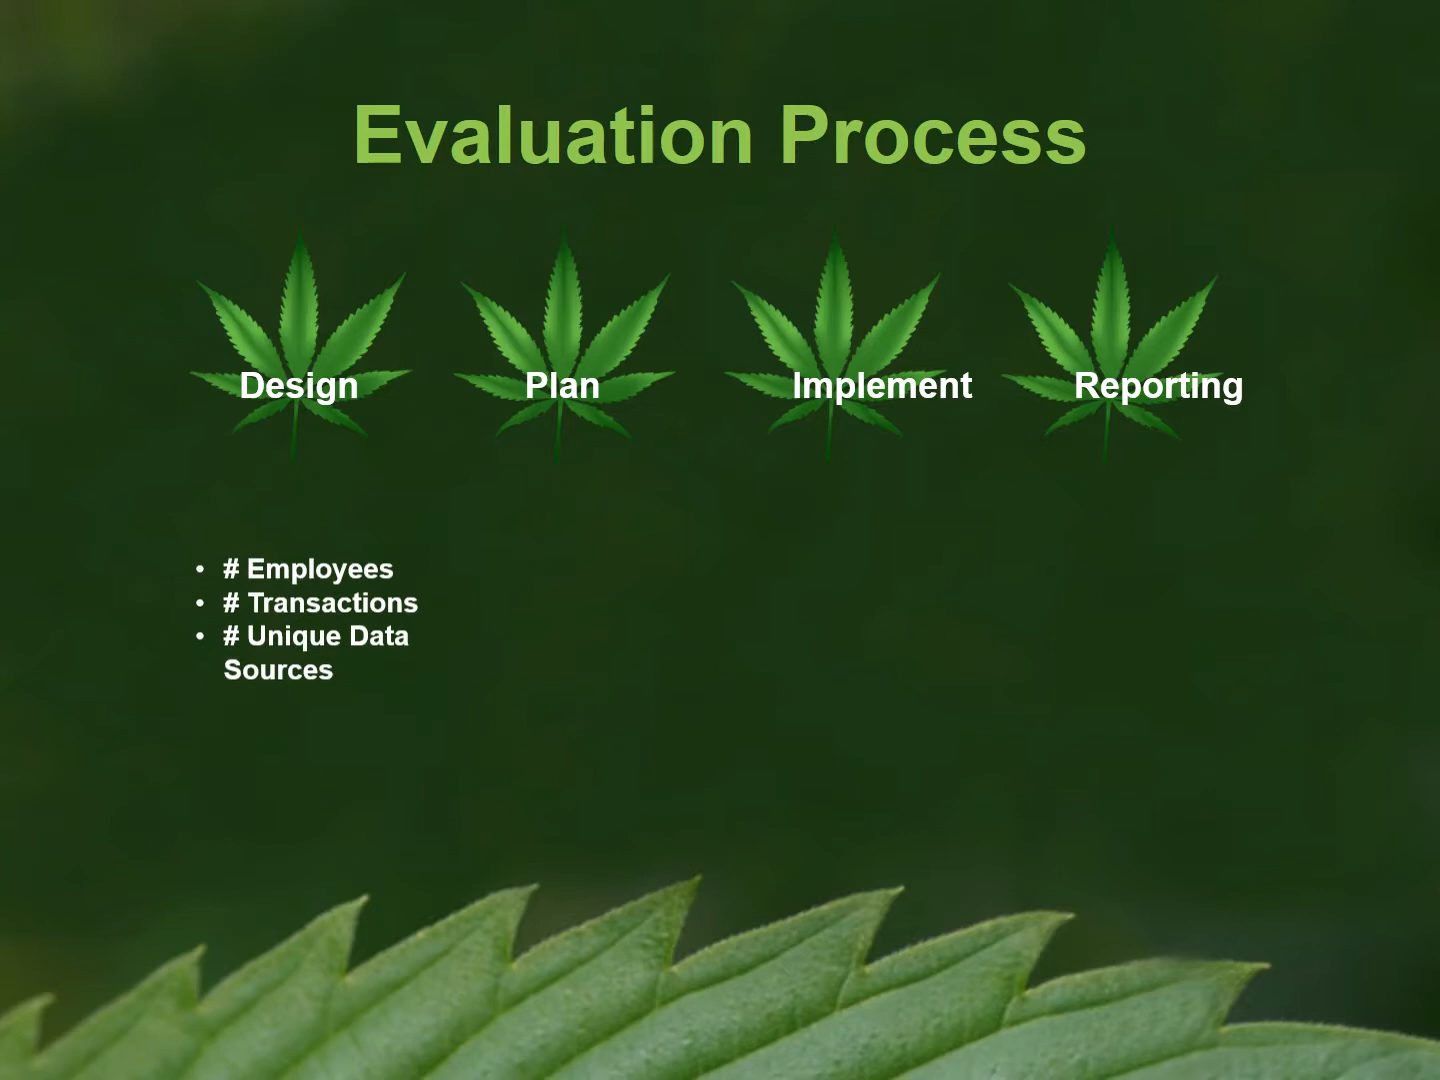 Evaluation Process
Design
Plan
Implement
Reporting
• # Employees
• # Transactions
• # Unique Data
Sources